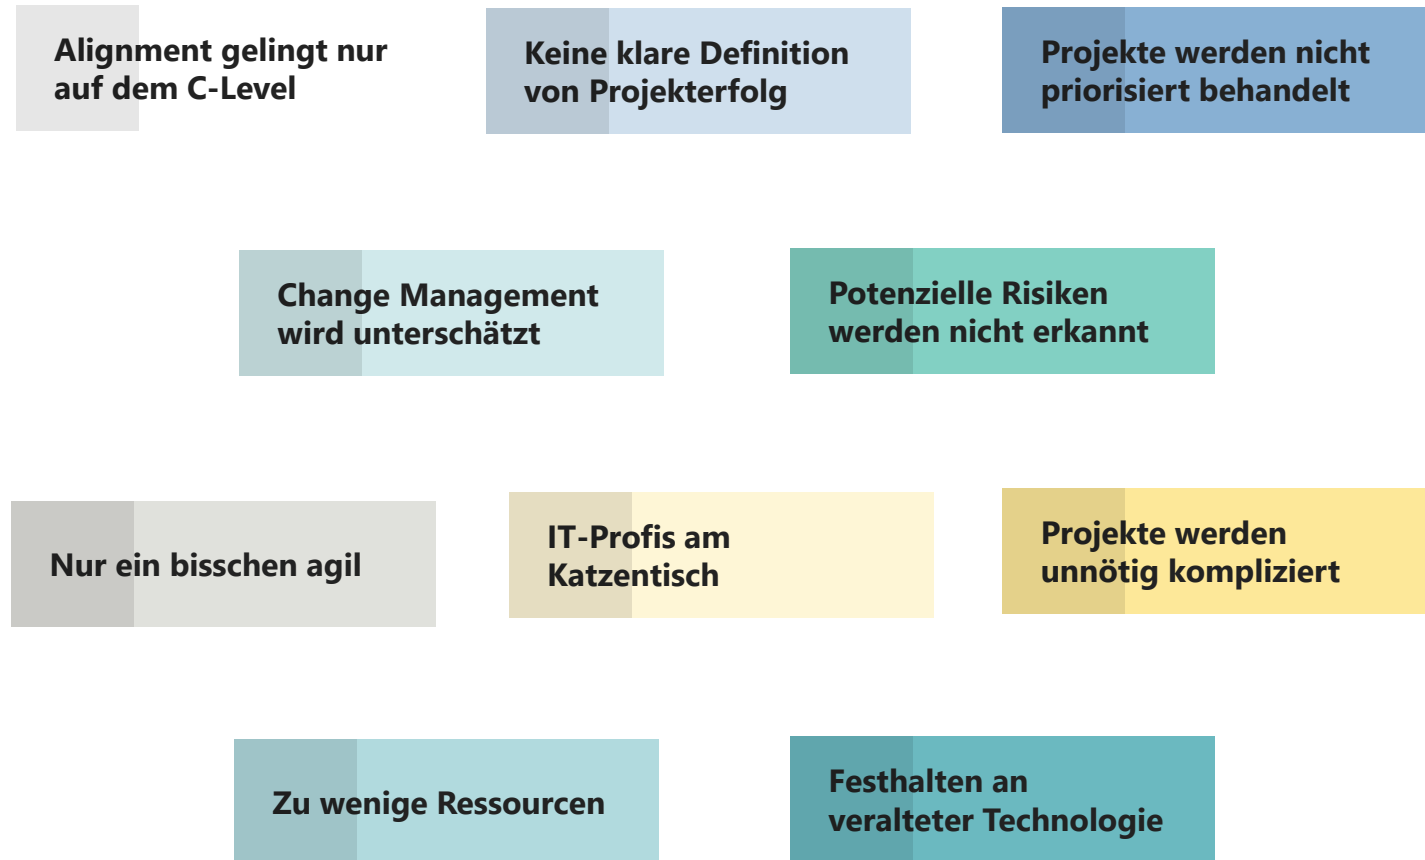 Alignment gelingt nur
auf dem C-Level
Keine klare Definition
von Projekterfolg
Projekte werden nicht
priorisiert behandelt
Change Management
wird unterschätzt
Potenzielle Risiken
werden nicht erkannt
Nur ein bisschen agil
IT-Profis am
Katzentisch
Projekte werden
unnötig kompliziert
Zu wenige Ressourcen
Festhalten an
veralteter Technologie